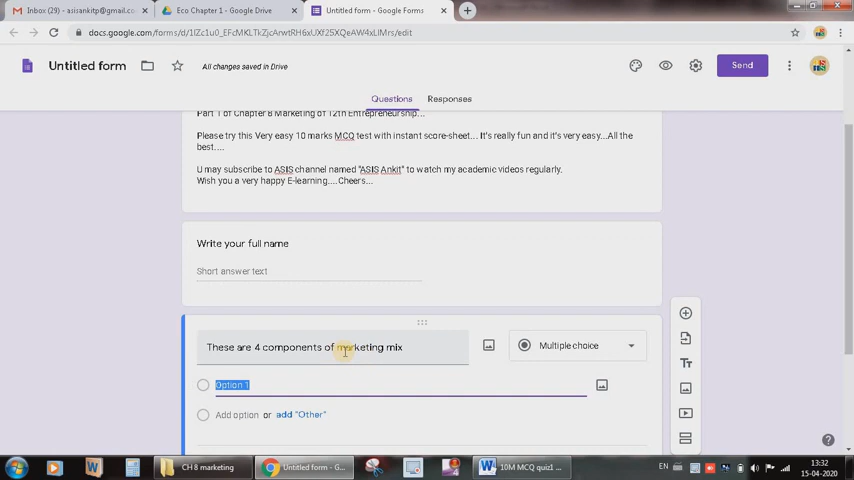 Inbox (29) - asisankitp@gmail.com
Eco Chapter 1 - Google Drive
Untitled form - Google Forms
docs.google.com/forms/d/1lZc1u0_EFcMKLTkZjcArwtRH6xUXf25XQeAW4xLlMrs/edit
Untitled form
All changes saved in Drive
Send
Questions
Responses
Part 1 of Chapter 8 Marketing of 12th Entrepreneurship...
Please try this Very easy 10 marks MCQ test with instant score-sheet... It's really fun and it's very easy...All the
best....
U may subscribe to ASIS channel named "ASIS Ankit" to watch my academic videos regularly.
Wish you a very happy E-learning....Cheers...
Write your full name
Short answer text
These are 4 components of marketing mix
Multiple choice
Option 1
Add option or add "Other"
CH 8 marketing
Untitled form - G...
10M MCQ quiz1 ...
EN
13:32
15-04-2020